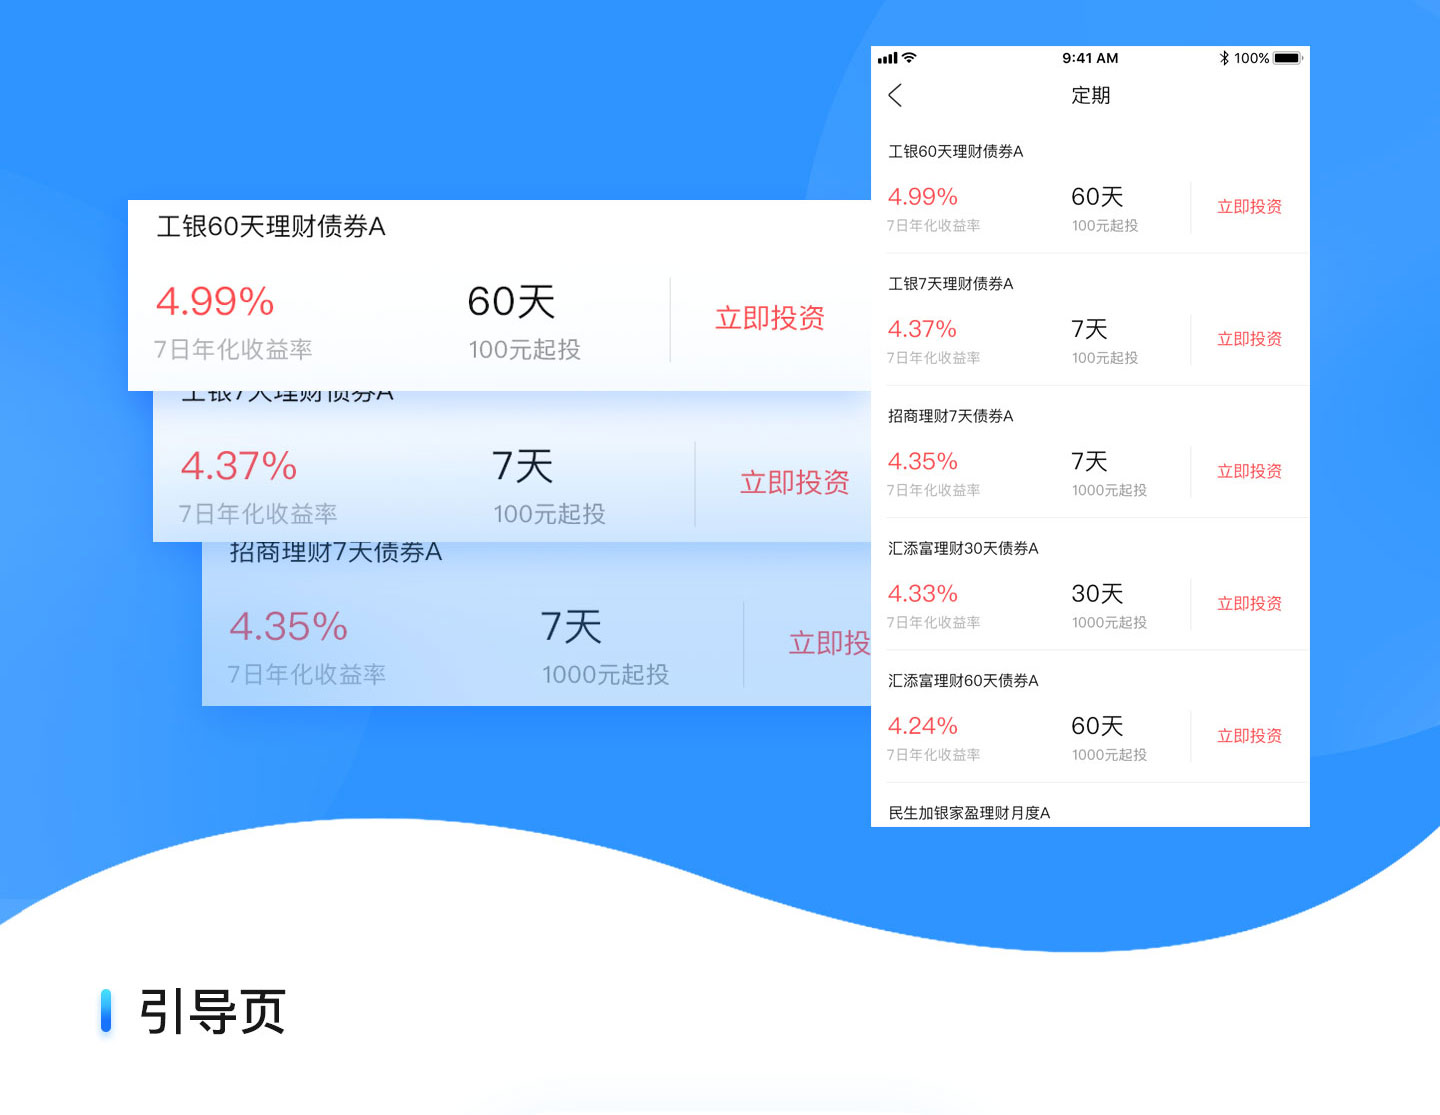 工银60天理财债券A
4.99%
60天
立即投资
7日年化收益率
100元起投
工银7天理财债券A
4.37%
7天
立即投资
7日年化收益率
100元起投
招商理财7天债券A
4.35%
7天
立即投
7日年化收益率
1000元起投
9:41 AM
100%
定期
工银60天理财债券A
4.99%
60天
立即投资
7日年化收益率
100元起投
工银7天理财债券A
4.37%
7天
立即投资
7日年化收益率
100元起投
招商理财7天债券A
4.35%
7天
立即投资
7日年化收益率
1000元起投
汇添富理财30天债券A
4.33%
30天
立即投资
7日年化收益率
1000元起投
汇添富理财60天债券A
4.24%
60天
立即投资
7日年化收益率
1000元起投
民生加银家盈理财月度A
引导页